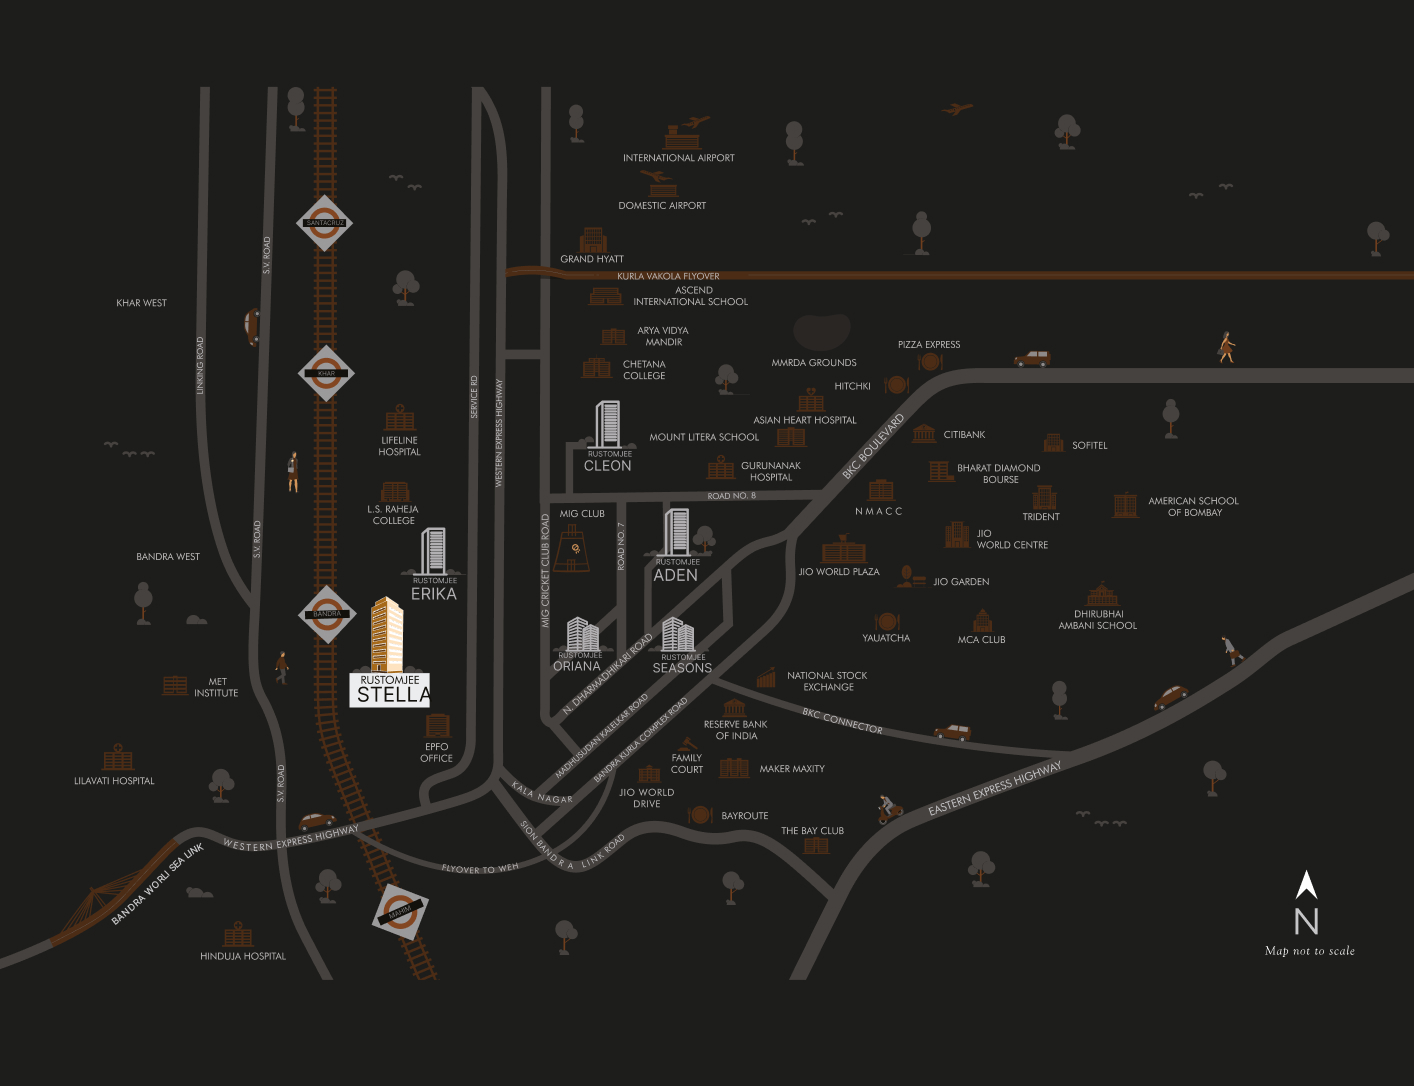 INTERNATIONAL AIRPORT
DOMESTIC AIRPORT
SANTACRUZ
S.V. ROAD
GRAND HYATT
KURLA VAKOLA FLYOVER
ASCEND
INTERNATIONAL SCHOOL
KHAR WEST
ARYA VIDYA
MANDIR
PIZZA EXPRESS
LINKING ROAD
MMRDA GROUNDS
CHETANA
COLLEGE
KHAR
HITCHKI
SERVICE RD
WESTERN EXPRESS HIGHWAY
ASIAN HEART HOSPITAL
LIFELINE
HOSPITAL
MOUNT LITERA SCHOOL
BKC BOULEVARD
CITIBANK
SOFITEL
RUSTOMJEE
CLEON
GURUNANAK
HOSPITAL
BHARAT DIAMOND
BOURSE
ROAD NO. 8
L.S. RAHEJA
COLLEGE
MIG CLUB
N M A C C
TRIDENT
AMERICAN SCHOOL
OF BOMBAY
S.V. ROAD
MIG CRICKET CLUB ROAD
ROAD NO. 7
JIO
WORLD CENTRE
BANDRA WEST
RUSTOMJEE
ADEN
JIO WORLD PLAZA
RUSTOMJEE
ERIKA
JIO GARDEN
BANDRA
DHIRUBHAI
AMBANI SCHOOL
YAUATCHA
MCA CLUB
RUSTOMJEE
ORIANA
RUSTOMJEE
SEASONS
N. DHARMADHIKARI ROAD
RUSTOMJEE
STELLA
MET
INSTITUTE
NATIONAL STOCK
EXCHANGE
MADHUSUDAN KALELKAR ROAD
BANDRA KURLA COMPLEX ROAD
RESERVE BANK
OF INDIA
BKC CONNECTOR
EPFO
OFFICE
FAMILY
COURT
MAKER MAXITY
LILAVATI HOSPITAL
S.V. ROAD
KALA NAGAR
JIO WORLD
DRIVE
EASTERN EXPRESS HIGHWAY
BAYROUTE
THE BAY CLUB
WESTERN EXPRESS HIGHWAY
SION BANDRA LINK ROAD
FLYOVER TO WEH
BANDRA WORLI SEA LINK
MAHIM
HINDUJA HOSPITAL
N
Map not to scale